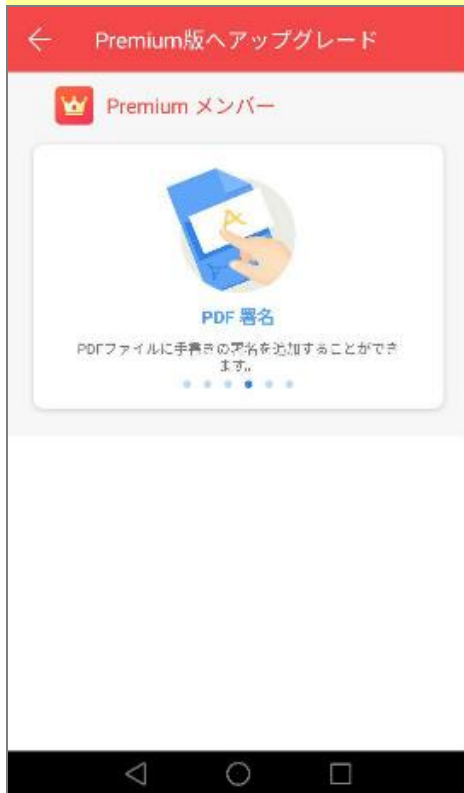 Premium版へアップグレード
Premium メンバー
PDF 署名
PDFファイルに手書きの署名を追加することができ
ます。